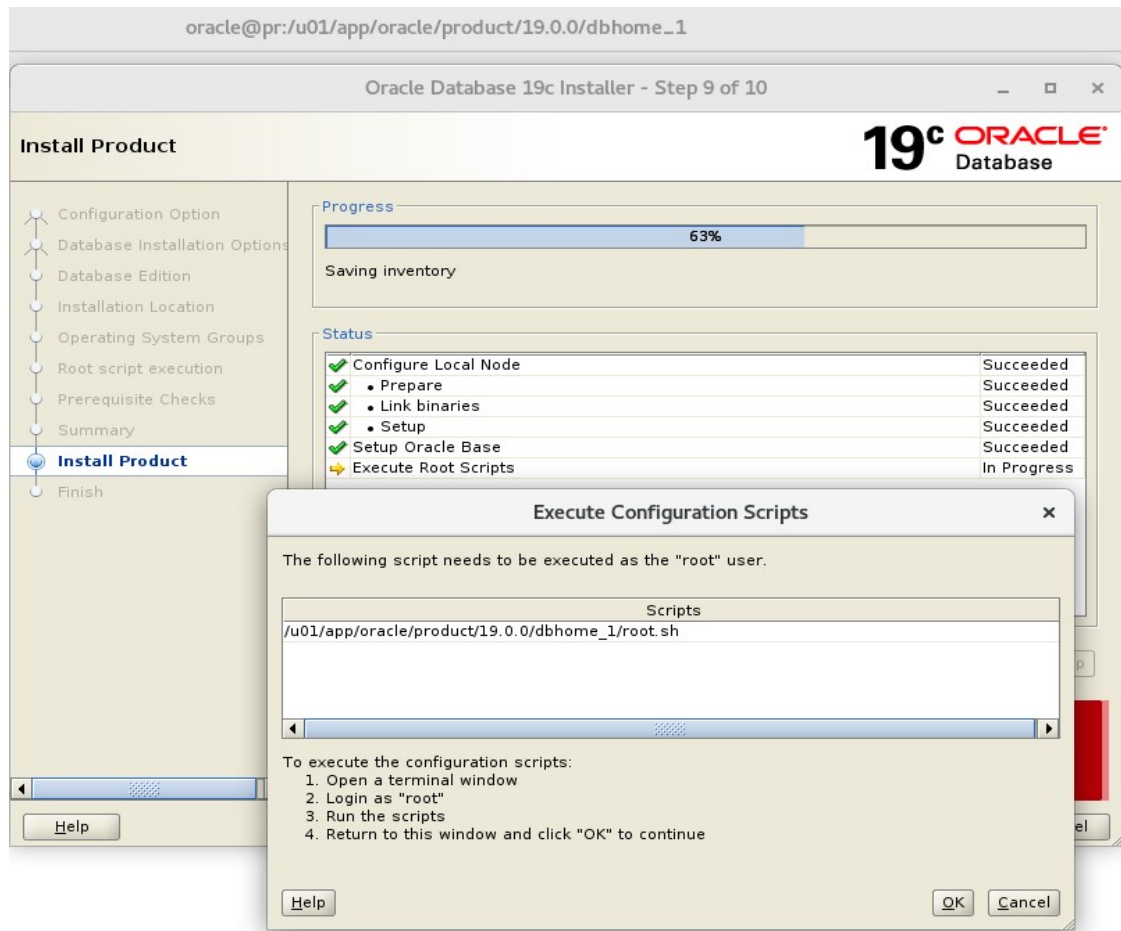 oracle@pr:/u01/app/oracle/product/19.0.0/dbhome_1
Oracle Database 19c Installer - Step 9 of 10
Install Product
19c ORACLE
Database
Configuration Option
Database Installation Options
Database Edition
Installation Location
Operating System Groups
Root script execution
Prerequisite Checks
Summary
Install Product
Finish
Progress
63%
Saving inventory
Status
Configure Local Node Succeeded
• Prepare Succeeded
• Link binaries Succeeded
• Setup Succeeded
Setup Oracle Base Succeeded
Execute Root Scripts In Progress
Execute Configuration Scripts
The following script needs to be executed as the "root" user.
Scripts
/u01/app/oracle/product/19.0.0/dbhome_1/root.sh
To execute the configuration scripts:
1. Open a terminal window
2. Login as "root"
3. Run the scripts
4. Return to this window and click "OK" to continue
Help OK Cancel
Help